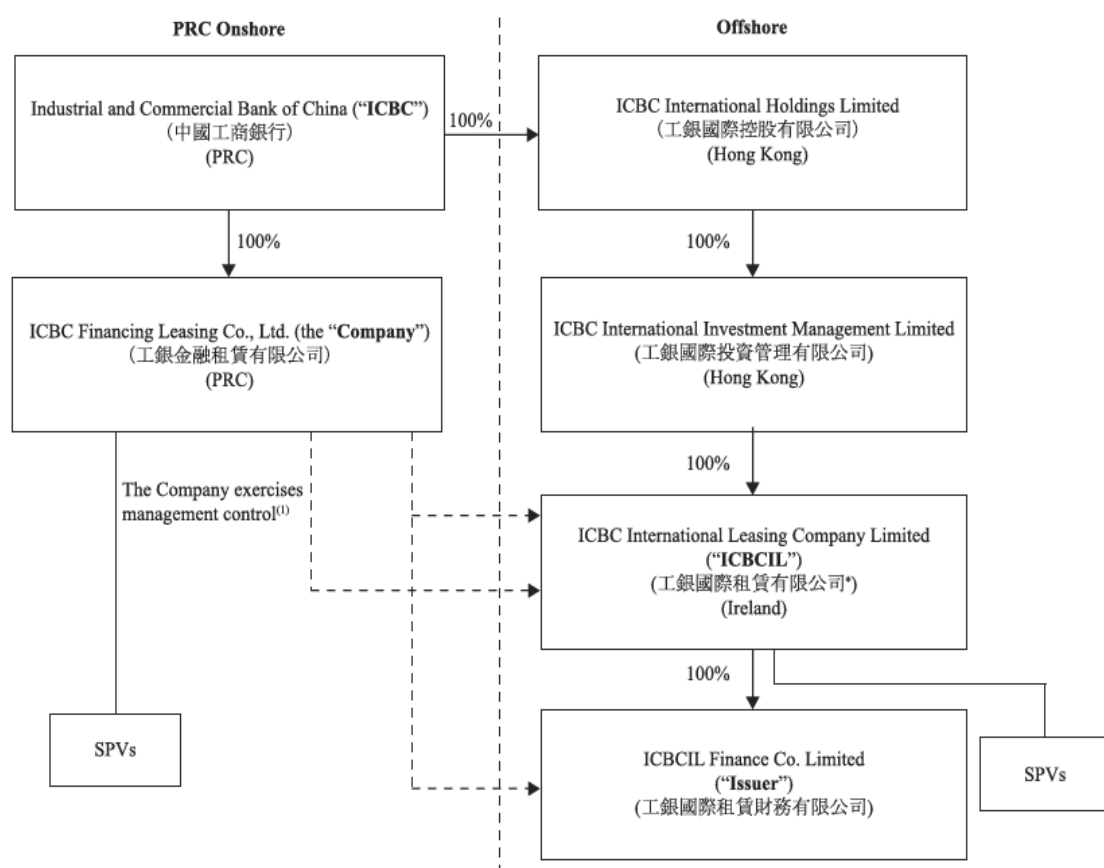 PRC Onshore
Offshore
Industrial and Commercial Bank of China (“ICBC”)
（中國工商銀行）
(PRC)
100%
ICBC International Holdings Limited
（工銀國際控股有限公司）
(Hong Kong)
100%
100%
ICBC Financing Leasing Co., Ltd. (the “Company”)
（工銀金融租賃有限公司）
(PRC)
ICBC International Investment Management Limited
（工銀國際投資管理有限公司）
(Hong Kong)
100%
The Company exercises
management control(1)
ICBC International Leasing Company Limited
(“ICBCIL”)
（工銀國際租賃有限公司*）
(Ireland)
100%
SPVs
ICBCIL Finance Co. Limited
(“Issuer”)
（工銀國際租賃財務有限公司）
SPVs